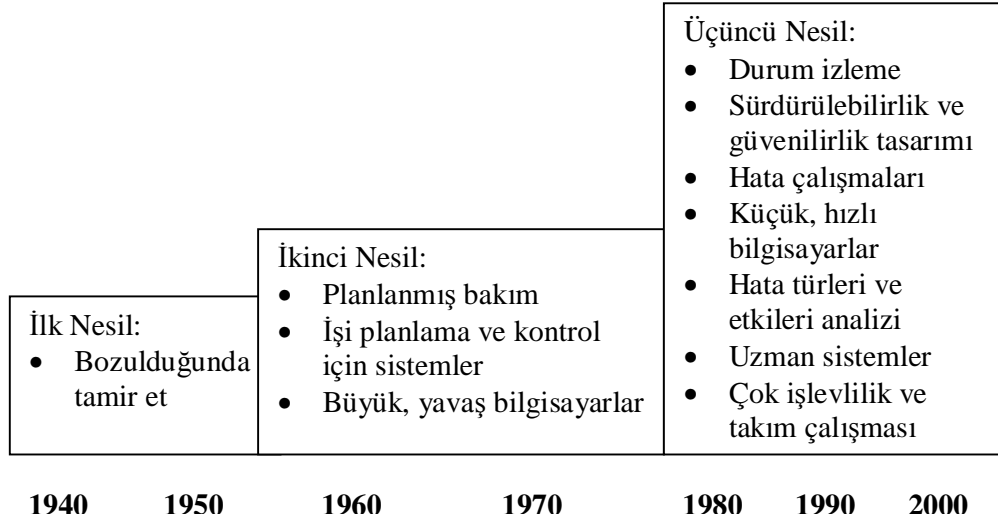 İlk Nesil:
• Bozulduğunda
tamir et
İkinci Nesil:
• Planlanmış bakım
• İşi planlama ve kontrol
için sistemler
• Büyük, yavaş bilgisayarlar
Üçüncü Nesil:
• Durum izleme
• Sürdürülebilirlik ve
güvenilirlik tasarımı
• Hata çalışmaları
• Küçük, hızlı
bilgisayarlar
• Hata türleri ve
etkileri analizi
• Uzman sistemler
• Çok işlevlilik ve
takım çalışması
1940 1950 1960 1970 1980 1990 2000